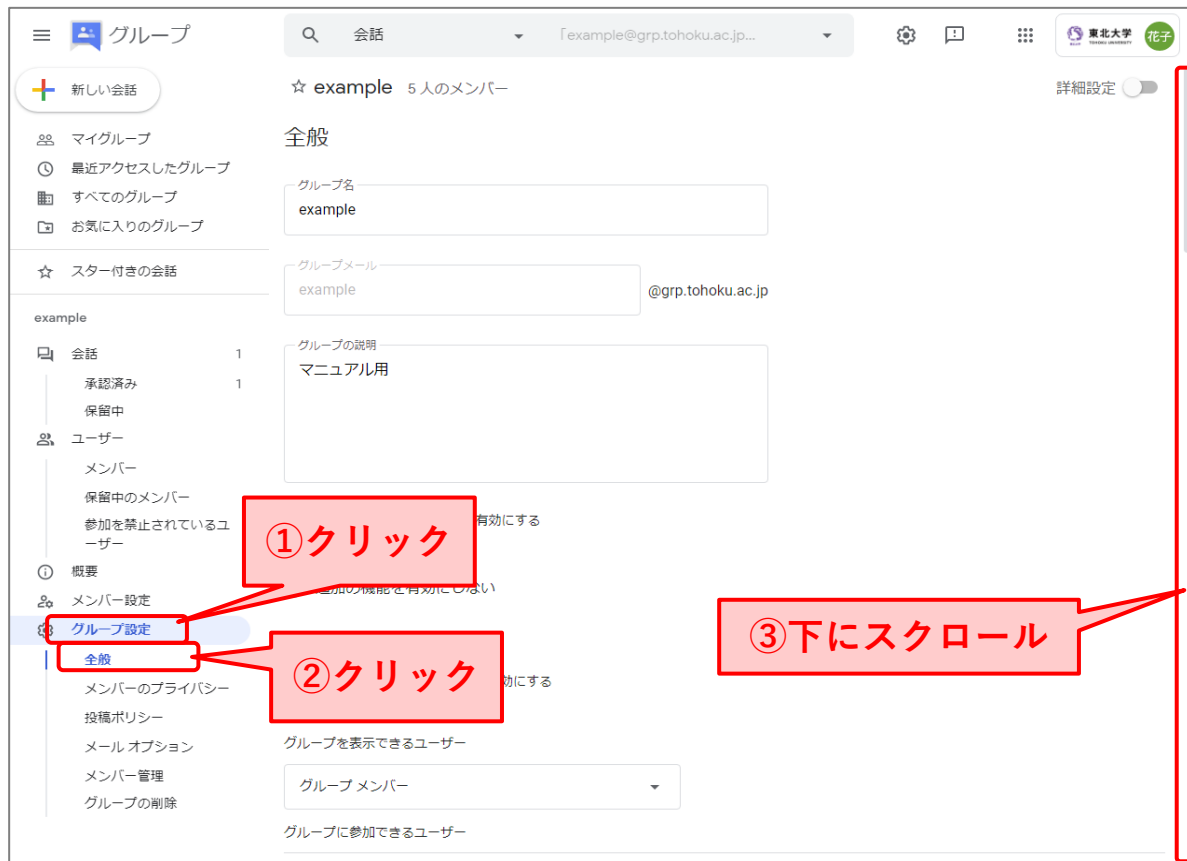 グループ
会話
「example@grp.tohoku.ac.jp...
東北大学
TOHOKU UNIVERSITY
花子
新しい会話
example 5 人のメンバー
詳細設定
マイグループ
最近アクセスしたグループ
すべてのグループ
お気に入りのグループ
スター付きの会話
example
会話 1
承認済み 1
保留中
ユーザー
メンバー
保留中のメンバー
参加を禁止されているユ
ーザー
概要
メンバー設定
グループ設定
全般
メンバーのプライバシー
投稿ポリシー
メール オプション
メンバー管理
グループの削除
全般
グループ名
example
グループメール
example
@grp.tohoku.ac.jp
グループの説明
マニュアル用
有効にする
①クリック
追加の機能を有効にしない
②クリック
効にする
③下にスクロール
グループを表示できるユーザー
グループ メンバー
グループに参加できるユーザー